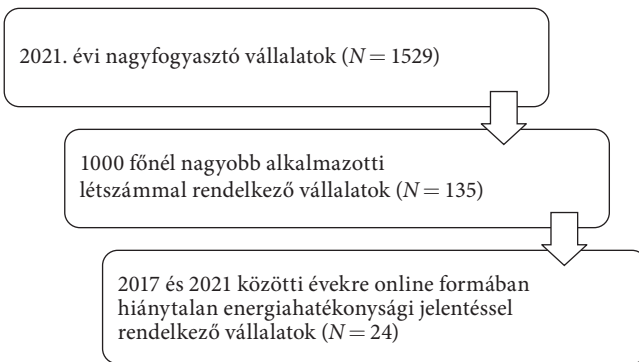 2021. évi nagyfogyasztó vállalatok (N = 1529)
1000 főnél nagyobb alkalmazotti
létszámmal rendelkező vállalatok (N = 135)
2017 és 2021 közötti évekre online formában
hiánytalan energiahatékonysági jelentéssel
rendelkező vállalatok (N = 24)